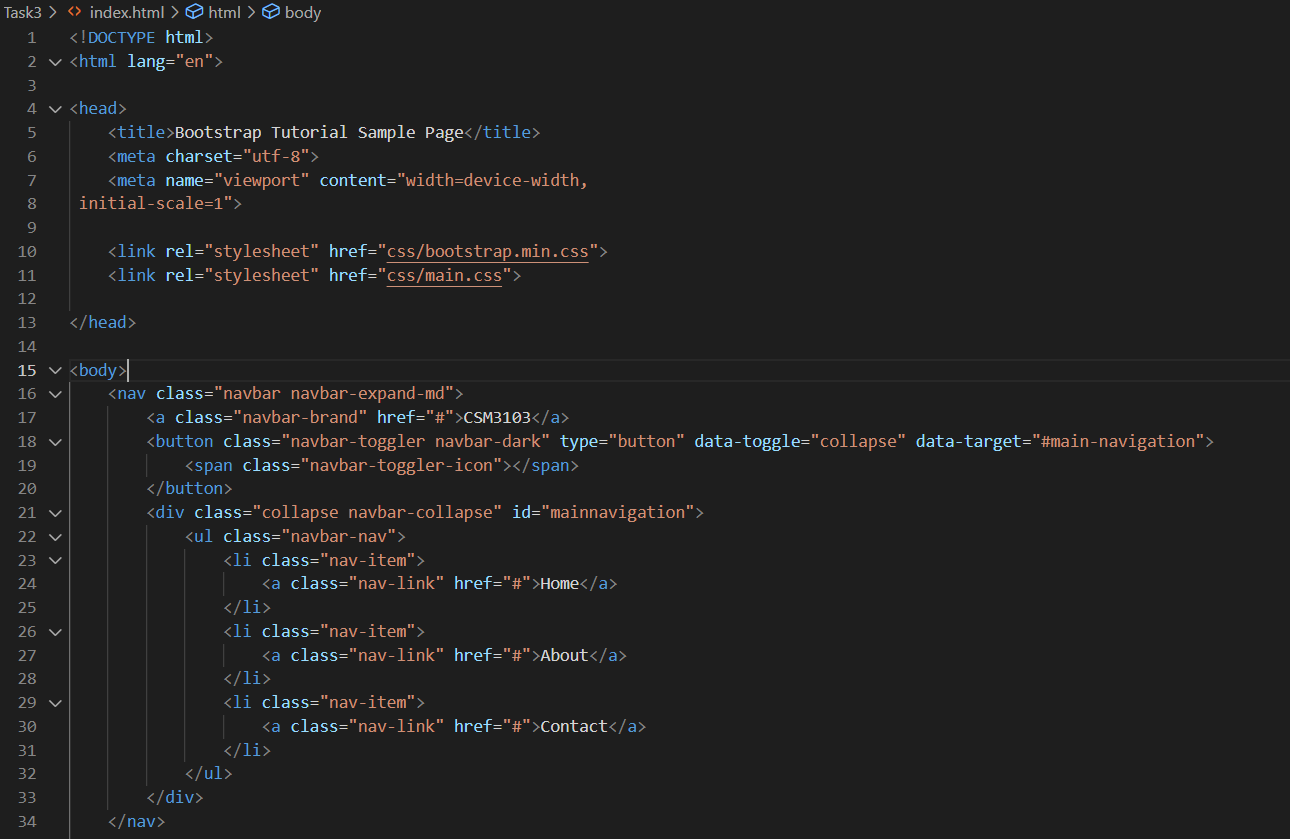 Task3 > index.html > html > body
1 <!DOCTYPE html>
2 <html lang="en">
3
4 <head>
5     <title>Bootstrap Tutorial Sample Page</title>
6     <meta charset="utf-8">
7     <meta name="viewport" content="width=device-width,
8  initial-scale=1">
9
10     <link rel="stylesheet" href="css/bootstrap.min.css">
11     <link rel="stylesheet" href="css/main.css">
12
13 </head>
14
15 <body>
16     <nav class="navbar navbar-expand-md">
17         <a class="navbar-brand" href="#">CSM3103</a>
18         <button class="navbar-toggler navbar-dark" type="button" data-toggle="collapse" data-target="#main-navigation">
19             <span class="navbar-toggler-icon"></span>
20         </button>
21         <div class="collapse navbar-collapse" id="mainnavigation">
22             <ul class="navbar-nav">
23                 <li class="nav-item">
24                     <a class="nav-link" href="#">Home</a>
25                 </li>
26                 <li class="nav-item">
27                     <a class="nav-link" href="#">About</a>
28                 </li>
29                 <li class="nav-item">
30                     <a class="nav-link" href="#">Contact</a>
31                 </li>
32             </ul>
33         </div>
34     </nav>